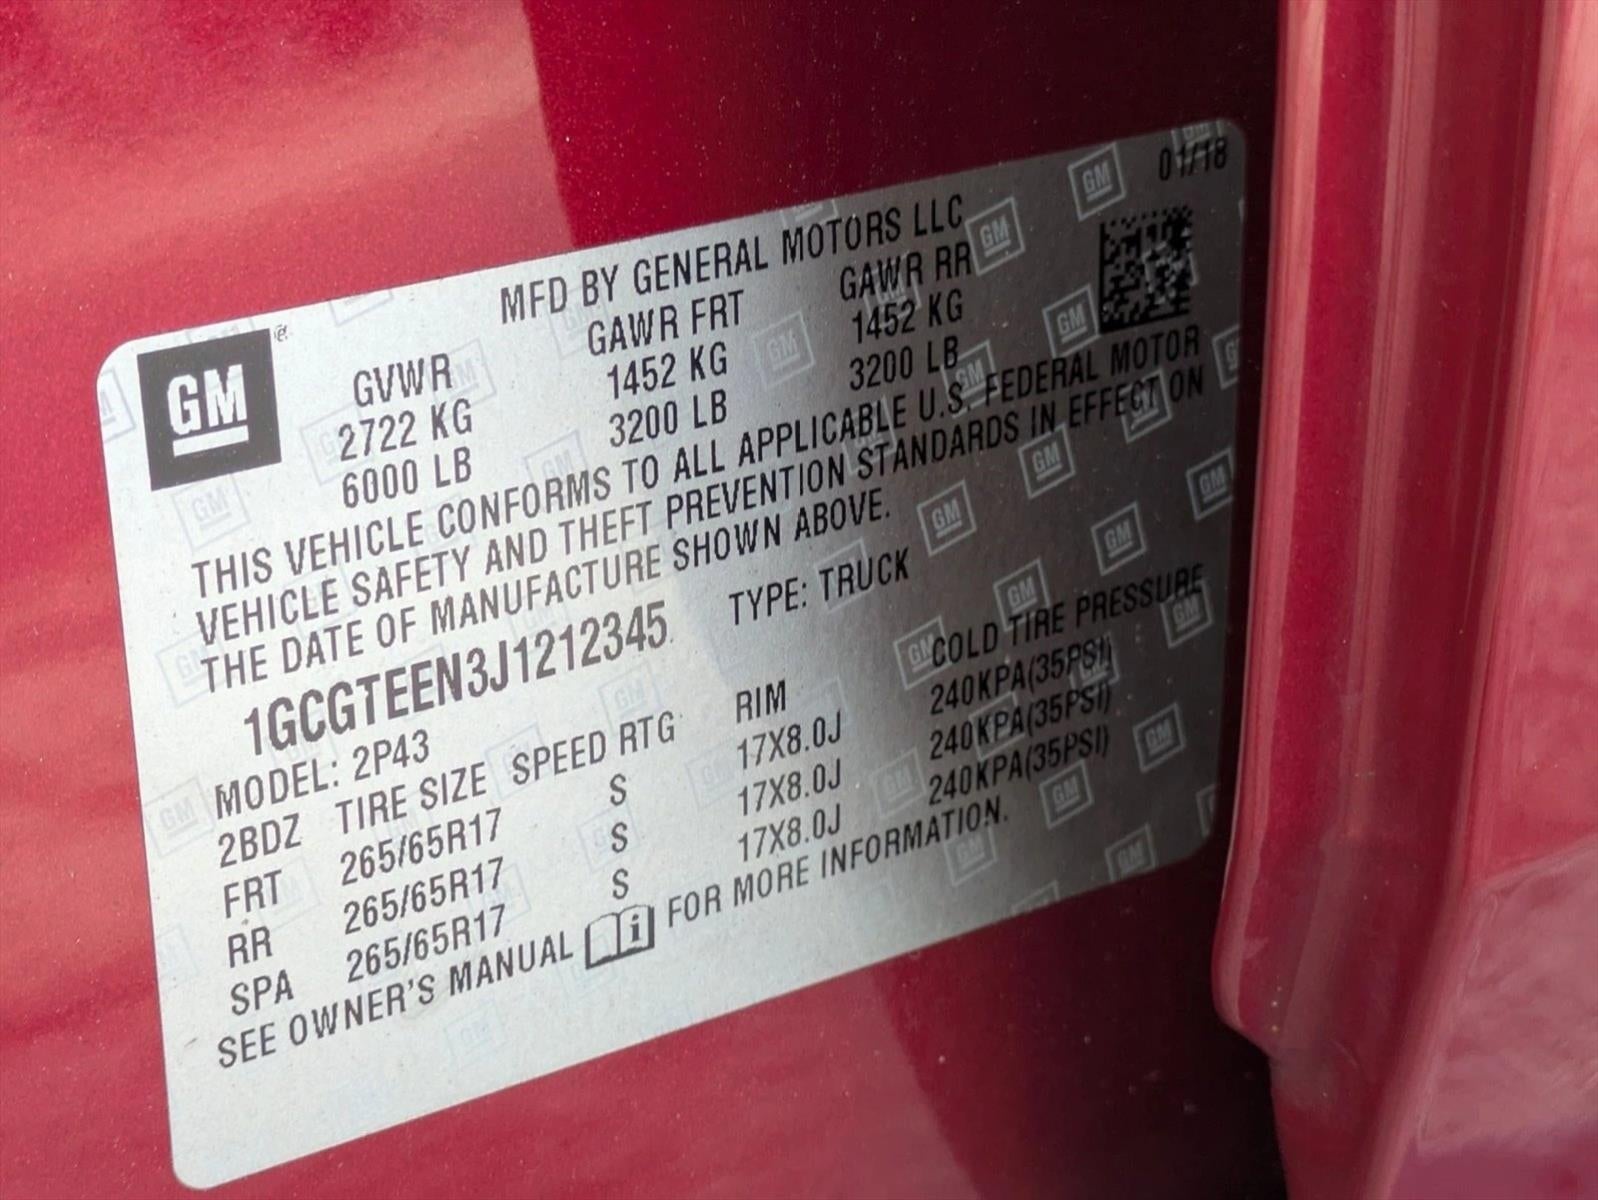 01/18
MFD BY GENERAL MOTORS LLC
GM
GVWR GAWR FRT GAWR RR
2722 KG 1452 KG 1452 KG
6000 LB 3200 LB 3200 LB
THIS VEHICLE CONFORMS TO ALL APPLICABLE U.S. FEDERAL MOTOR
VEHICLE SAFETY AND THEFT PREVENTION STANDARDS IN EFFECT ON
THE DATE OF MANUFACTURE SHOWN ABOVE.
1GCGTEEN3J1212345 TYPE: TRUCK
MODEL: 2P43
2BDZ TIRE SIZE SPEED RTG RIM COLD TIRE PRESSURE
FRT 265/65R17 S 17X8.0J 240KPA(35PSI)
RR 265/65R17 S 17X8.0J 240KPA(35PSI)
SPA 265/65R17 S 17X8.0J 240KPA(35PSI)
SEE OWNER'S MANUAL i FOR MORE INFORMATION.